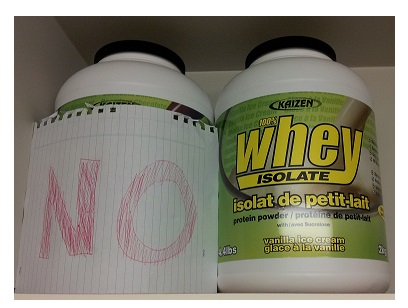 KAIZEN
NO
KAIZEN
100%
whey
ISOLATE
isolat de petit-lait
protein powder / protéine de petit-lait
vanilla ice cream
glace à la vanille